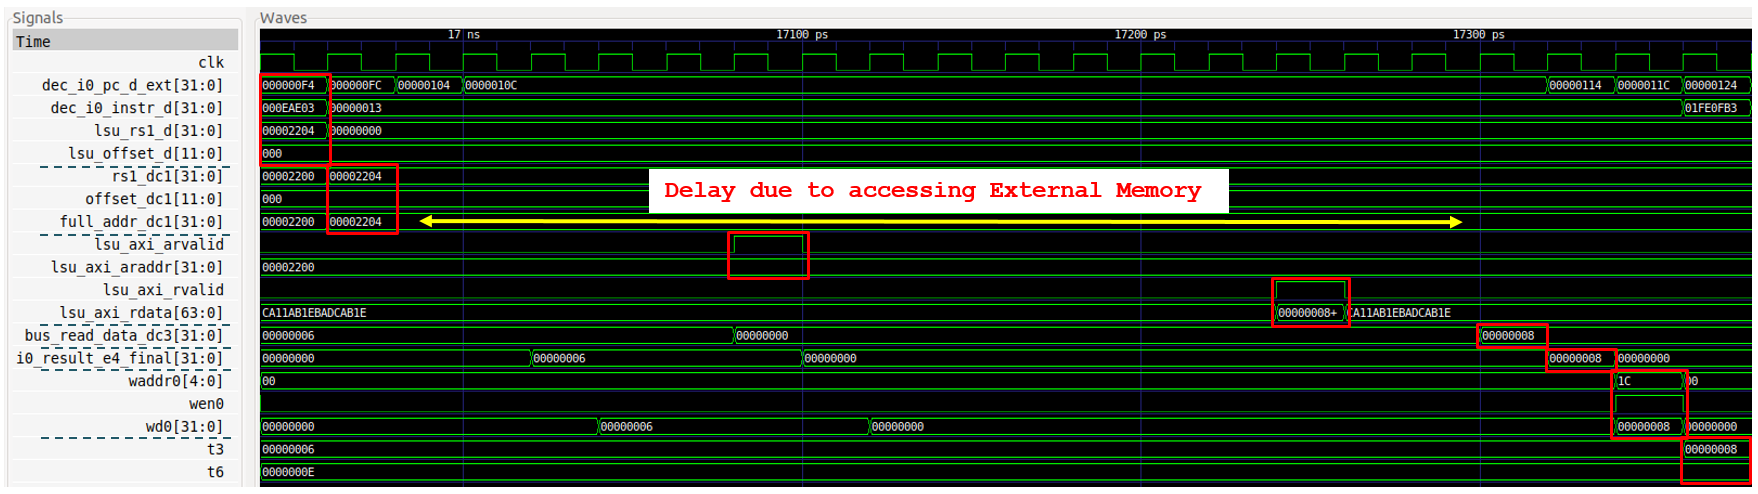 Signals Waves
Time 17 ns 17100 ps 17200 ps 17300 ps
clk
dec_i0_pc_d_ext[31:0] 000000F4 000000FC 00000104 0000010C 00000114 0000011C 00000124
dec_i0_instr_d[31:0] 000EAE03 00000013 01FE0FB3
lsu_rs1_d[31:0] 00002204 00000000
lsu_offset_d[11:0] 000
rs1_dc1[31:0] 00002200 00002204
Delay due to accessing External Memory
offset_dc1[11:0] 000
full_addr_dc1[31:0] 00002200 00002204
lsu_axi_arvalid
lsu_axi_araddr[31:0] 00002200
lsu_axi_rvalid
lsu_axi_rdata[63:0] CA11AB1EBADCAB1E 00000008+ CA11AB1EBADCAB1E
bus_read_data_dc3[31:0] 00000006 00000000 00000008
i0_result_e4_final[31:0] 00000000 00000006 00000000 00000008 00000000
waddr0[4:0] 00 1C 00
wen0
wd0[31:0] 00000000 00000006 00000000 00000008 00000000
t3 00000006 00000008
t6 0000000E